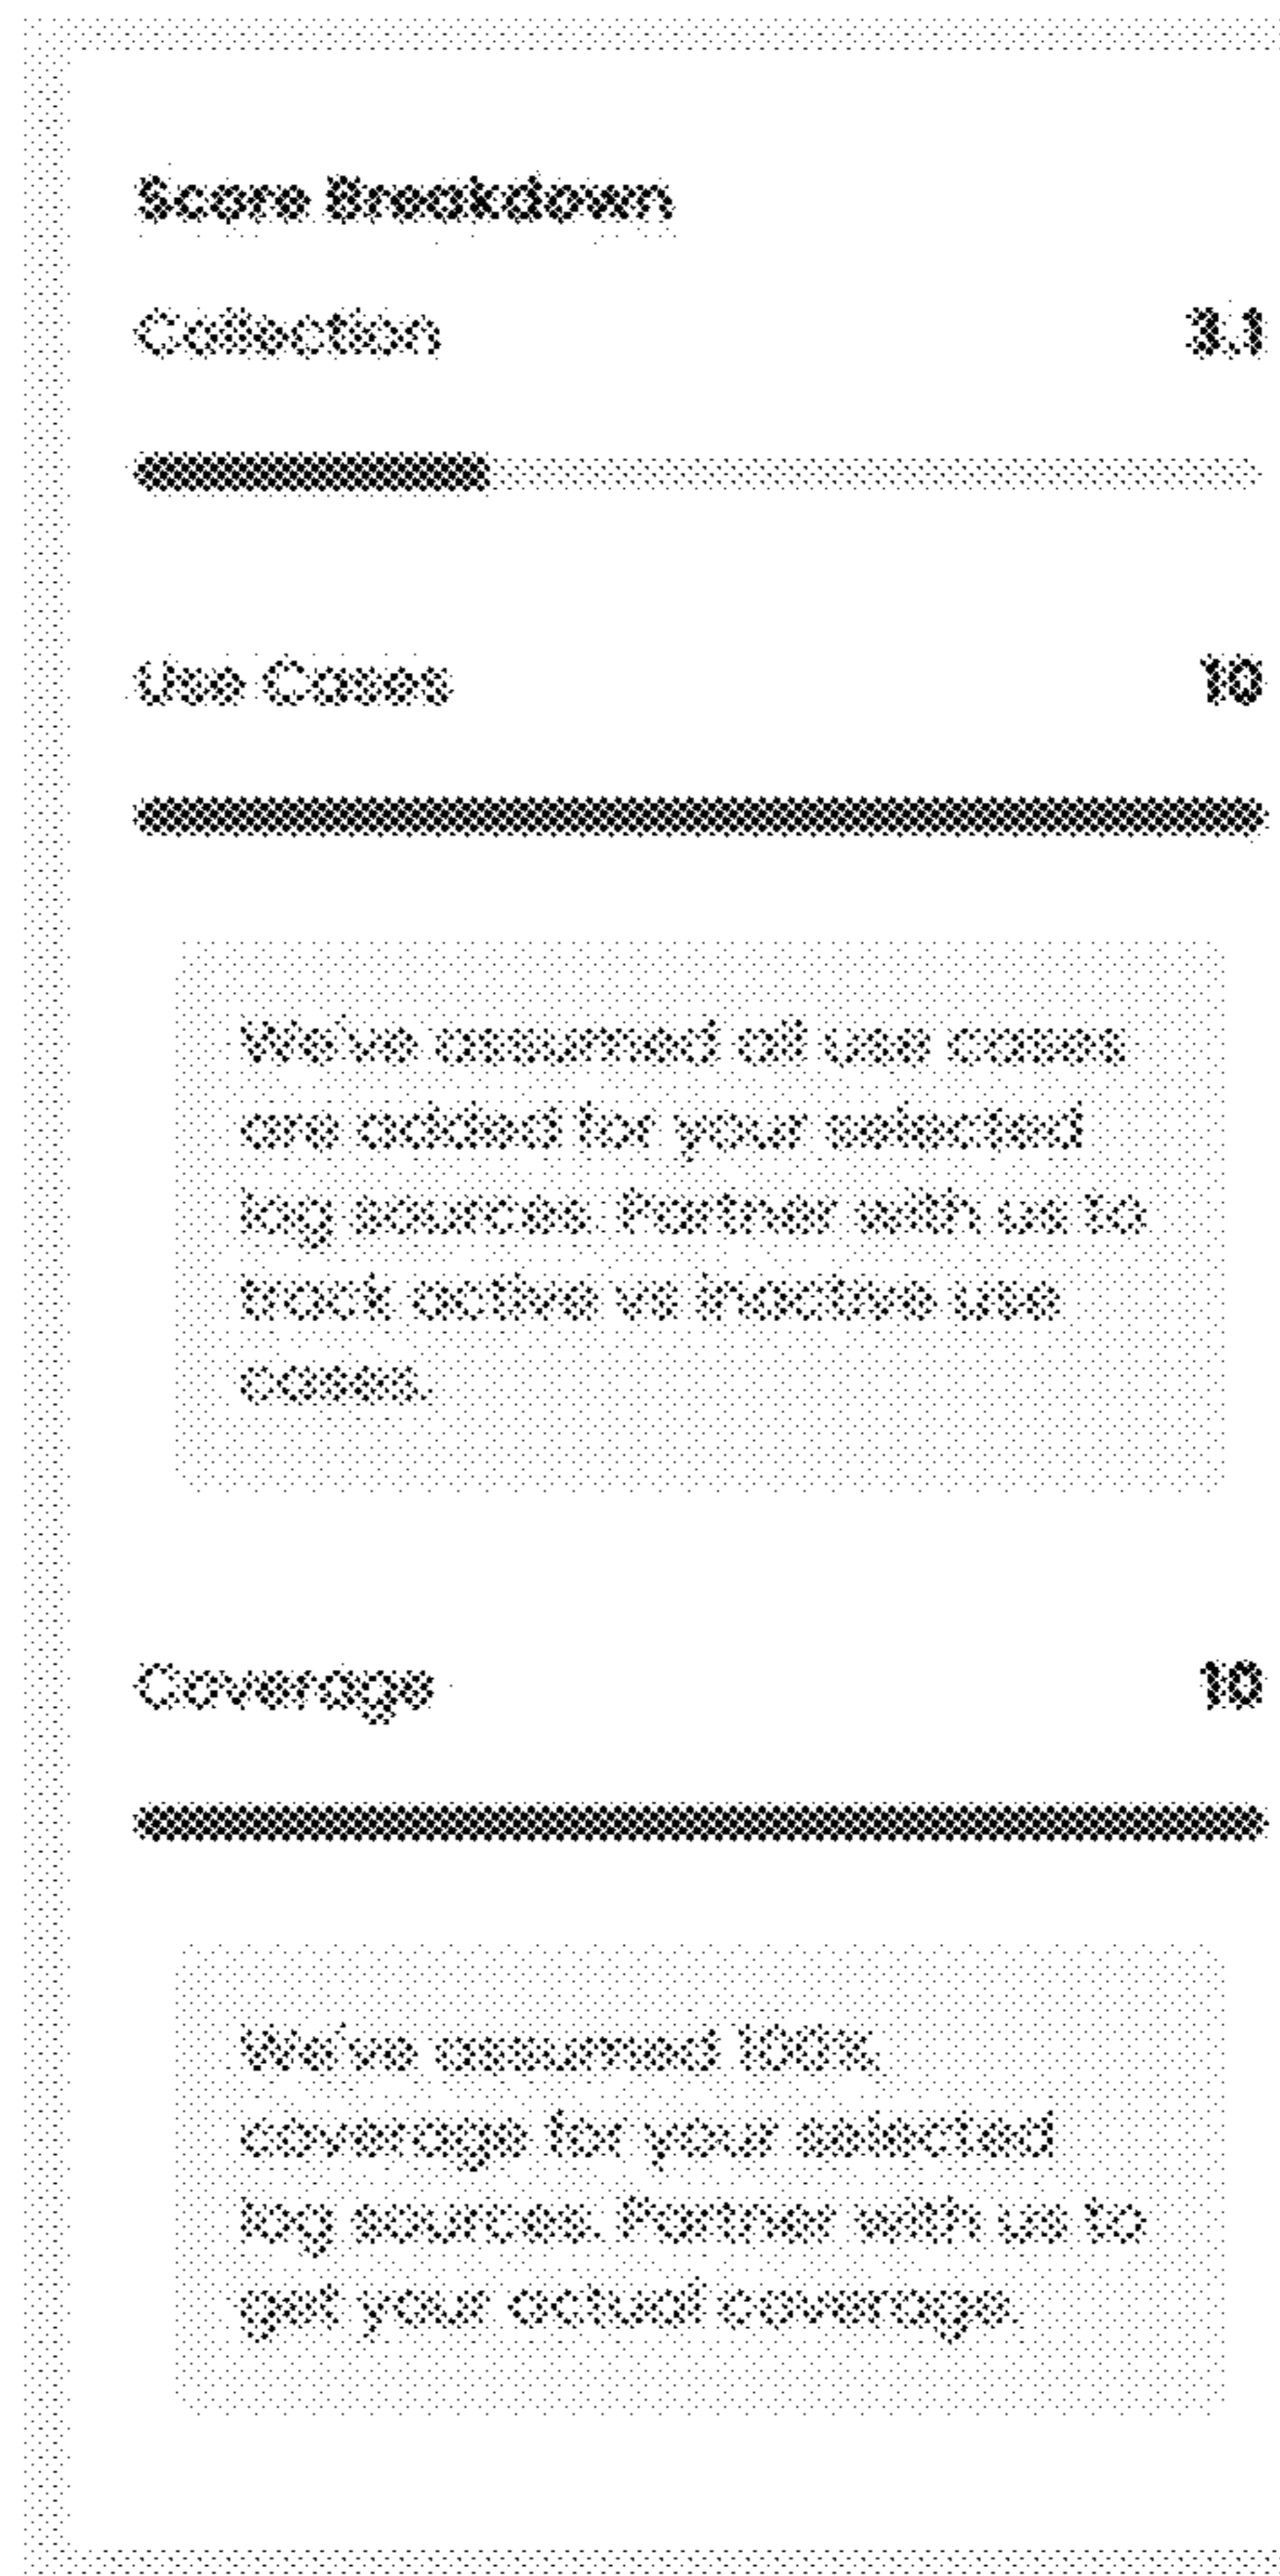 Score Breakdown
Collection 3.1
Use Cases 10
We've assumed all use cases
are added for your selected
log sources. Partner with us to
track active vs inactive use
cases.
Coverage 10
We've assumed 100%
coverage for your selected
log sources. Partner with us to
get your actual coverage.